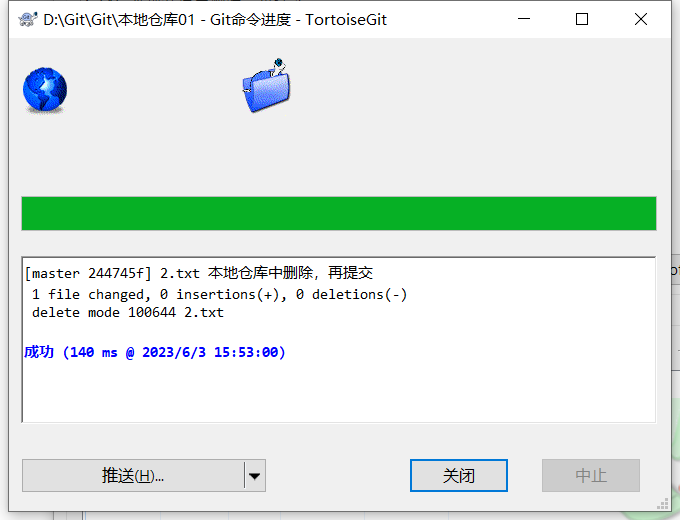 D:\Git\Git\本地仓库01 - Git命令进度 - TortoiseGit
[master 244745f] 2.txt 本地仓库中删除，再提交
1 file changed, 0 insertions(+), 0 deletions(-)
delete mode 100644 2.txt
成功 (140 ms @ 2023/6/3 15:53:00)
推送(H)...
关闭
中止